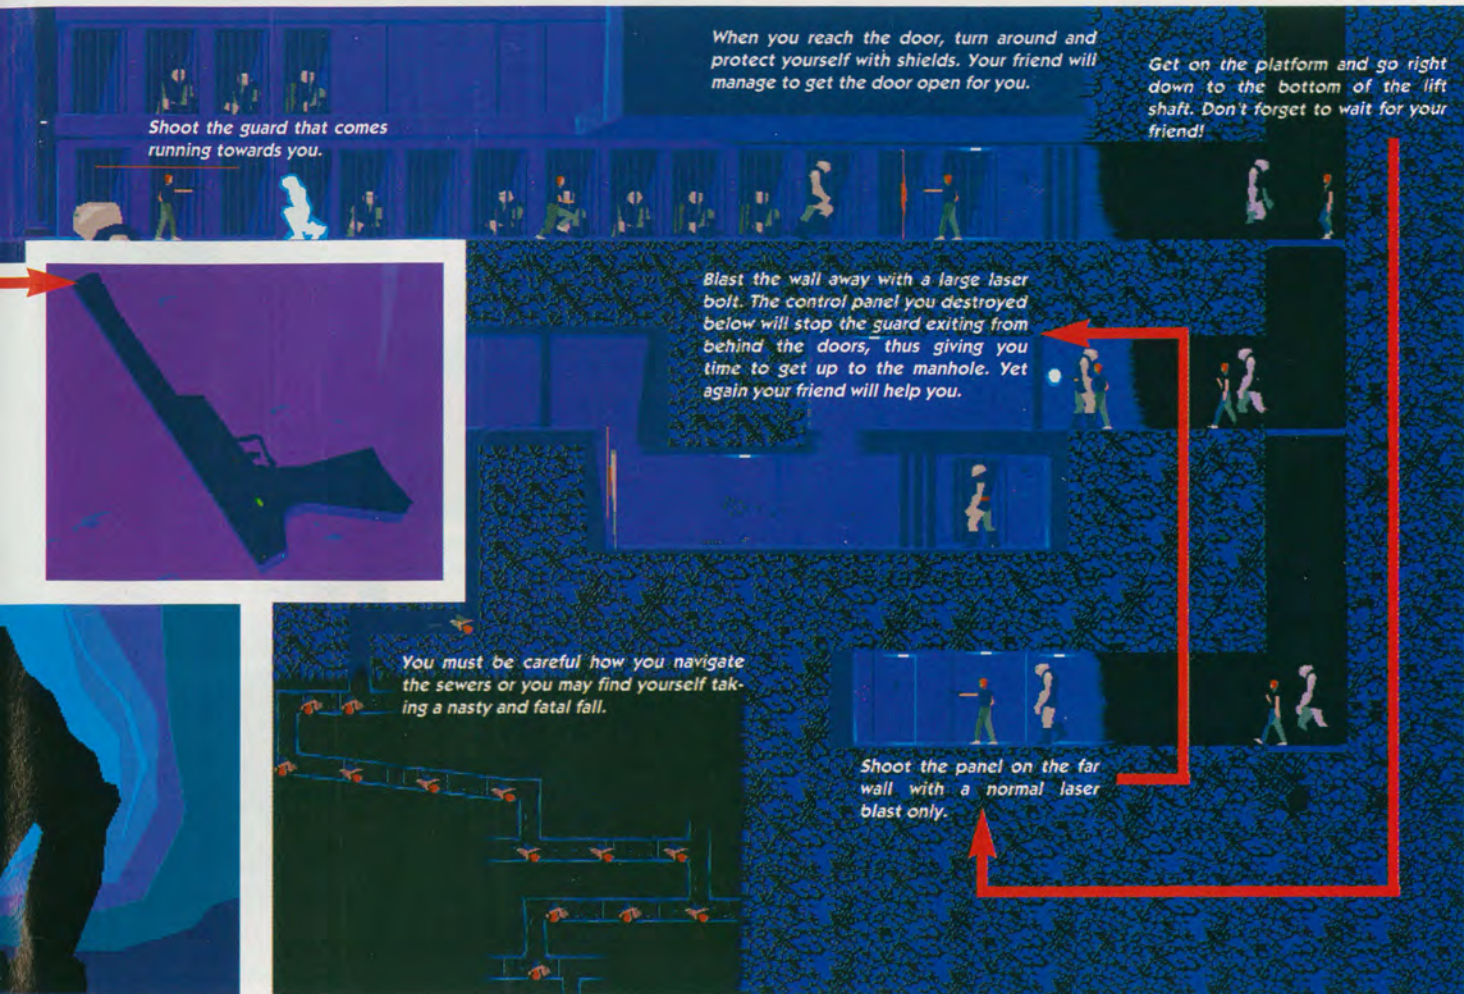 Shoot the guard that comes
running towards you.
When you reach the door, turn around and
protect yourself with shields. Your friend will
manage to get the door open for you.
Get on the platform and go right
down to the bottom of the lift
shaft. Don't forget to wait for your
friend!
Blast the wall away with a large laser
bolt. The control panel you destroyed
below will stop the guard exiting from
behind the doors, thus giving you
time to get up to the manhole. Yet
again your friend will help you.
You must be careful how you navigate
the sewers or you may find yourself tak-
ing a nasty and fatal fall.
Shoot the panel on the far
wall with a normal laser
blast only.